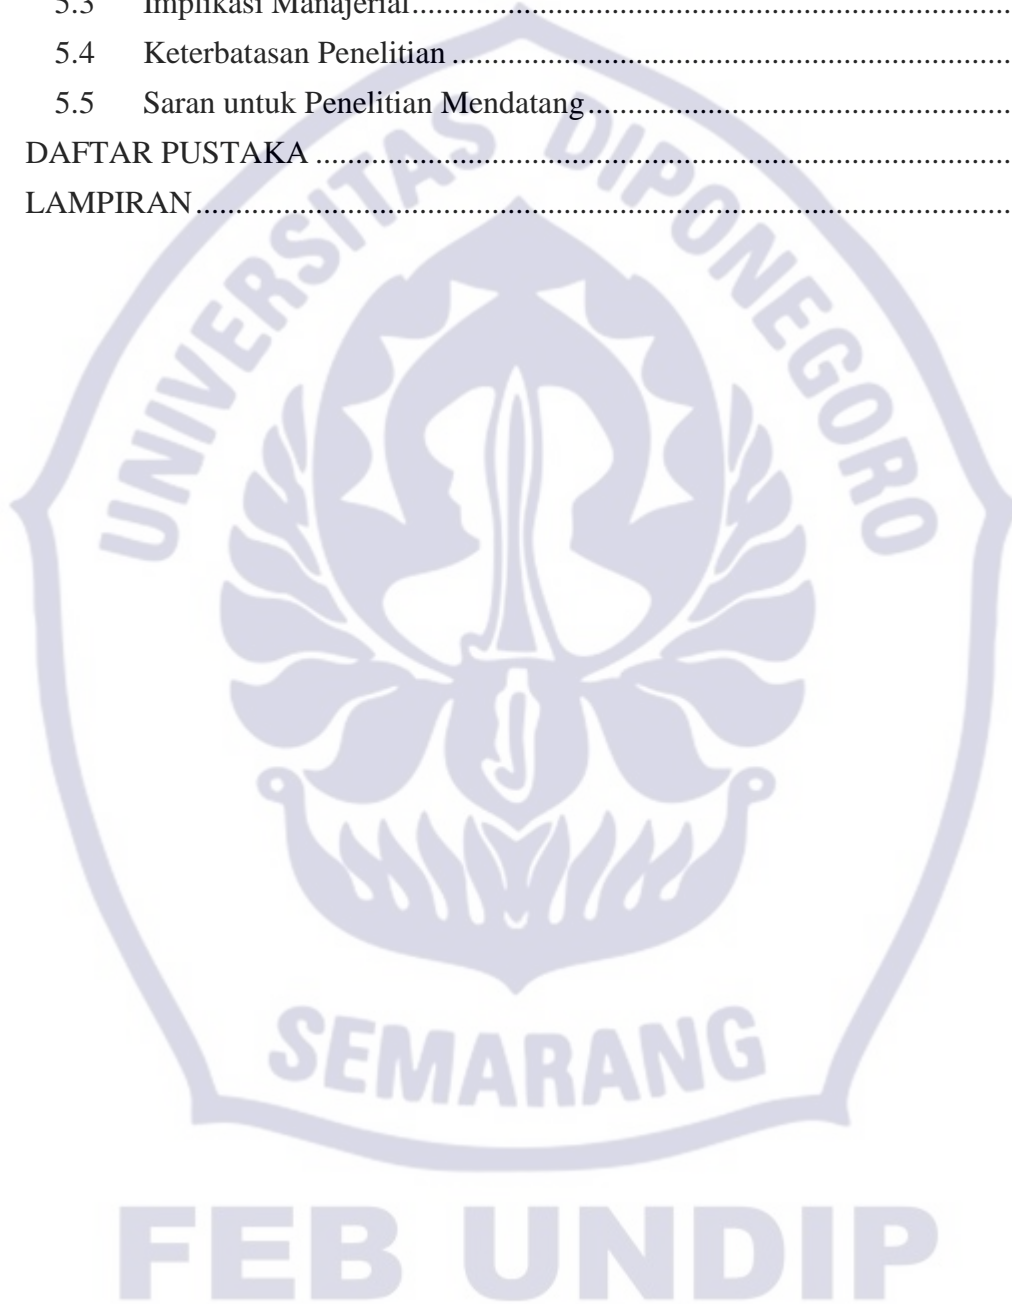 5.3 Implikasi Manajerial........................................................................
5.4 Keterbatasan Penelitian ........................................................................
5.5 Saran untuk Penelitian Mendatang........................................................................
DAFTAR PUSTAKA ........................................................................
LAMPIRAN........................................................................
UNIVERSITAS DIPONEGORO
SEMARANG
FEB UNDIP